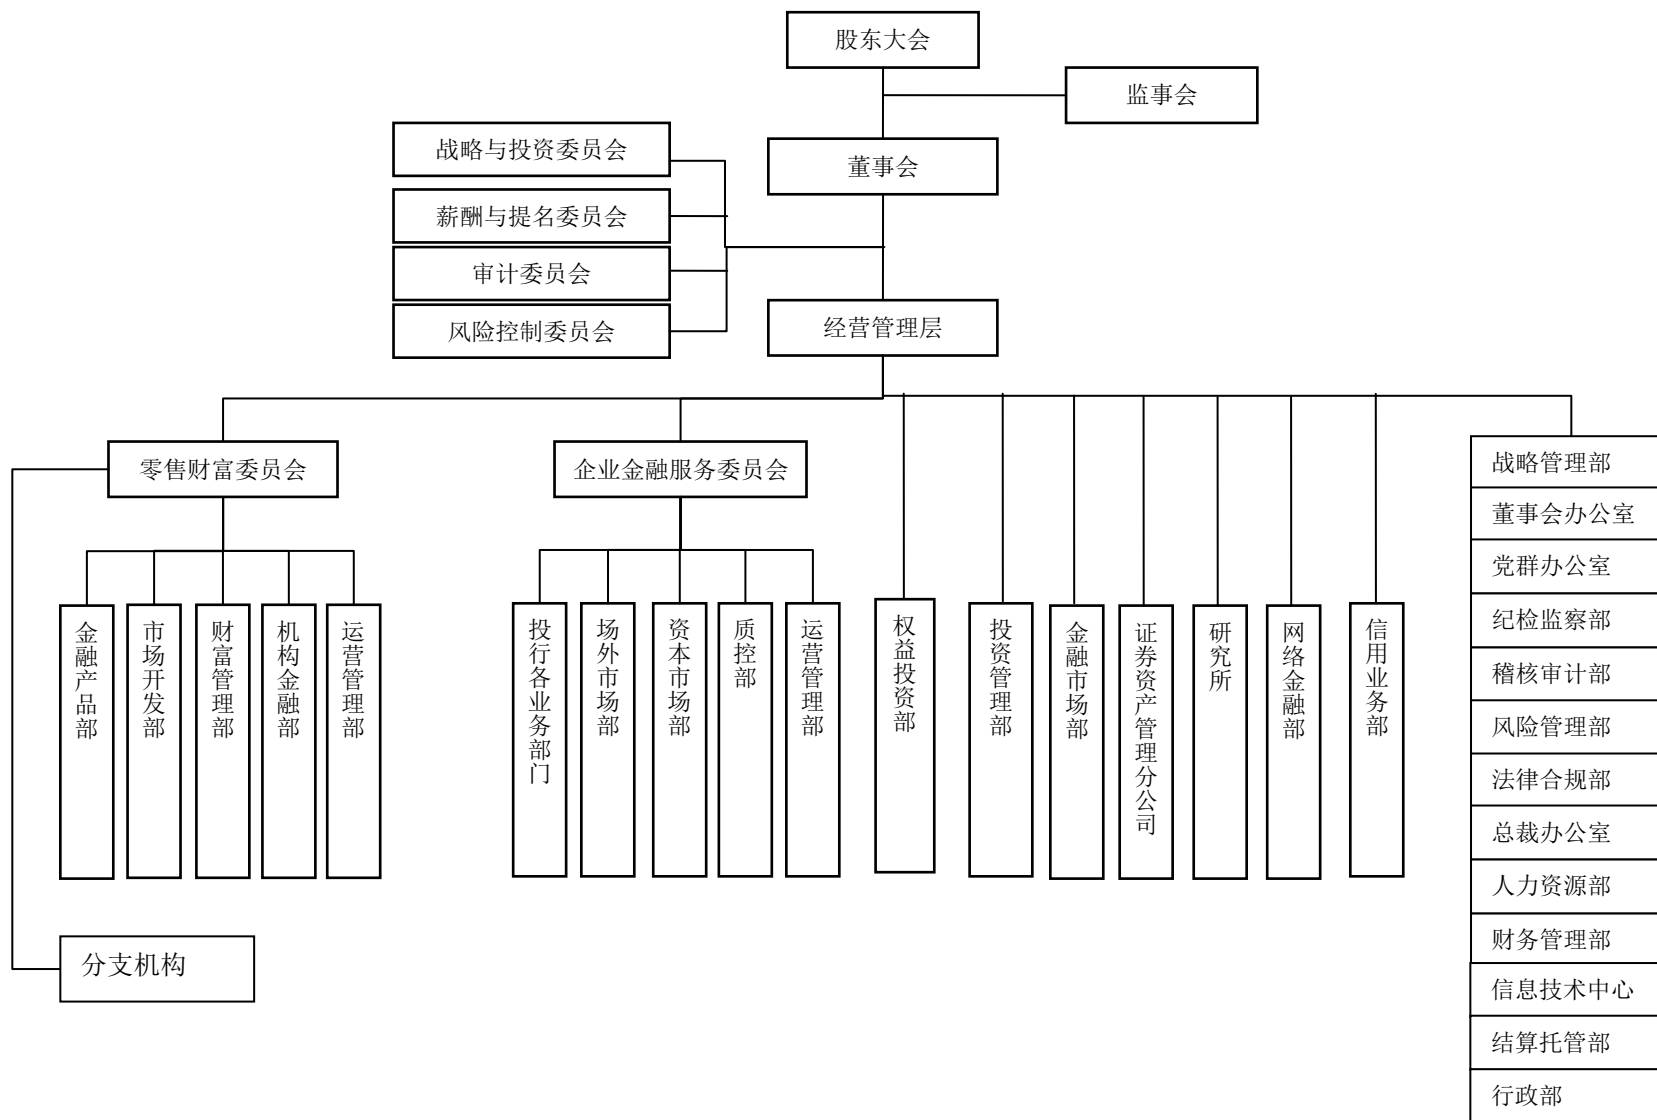 股东大会
监事会
战略与投资委员会
董事会
薪酬与提名委员会
审计委员会
风险控制委员会
经营管理层
零售财富委员会
企业金融服务委员会
金融产品部
市场开发部
财富管理部
机构金融部
运营管理部
投行各业务部门
场外市场部
资本市场部
质控部
运营管理部
权益投资部
投资管理部
金融市场部
证券资产管理分公司
研究所
网络金融部
信用业务部
战略管理部
董事会办公室
党群办公室
纪检监察部
稽核审计部
风险管理部
法律合规部
总裁办公室
人力资源部
财务管理部
信息技术中心
结算托管部
行政部
分支机构